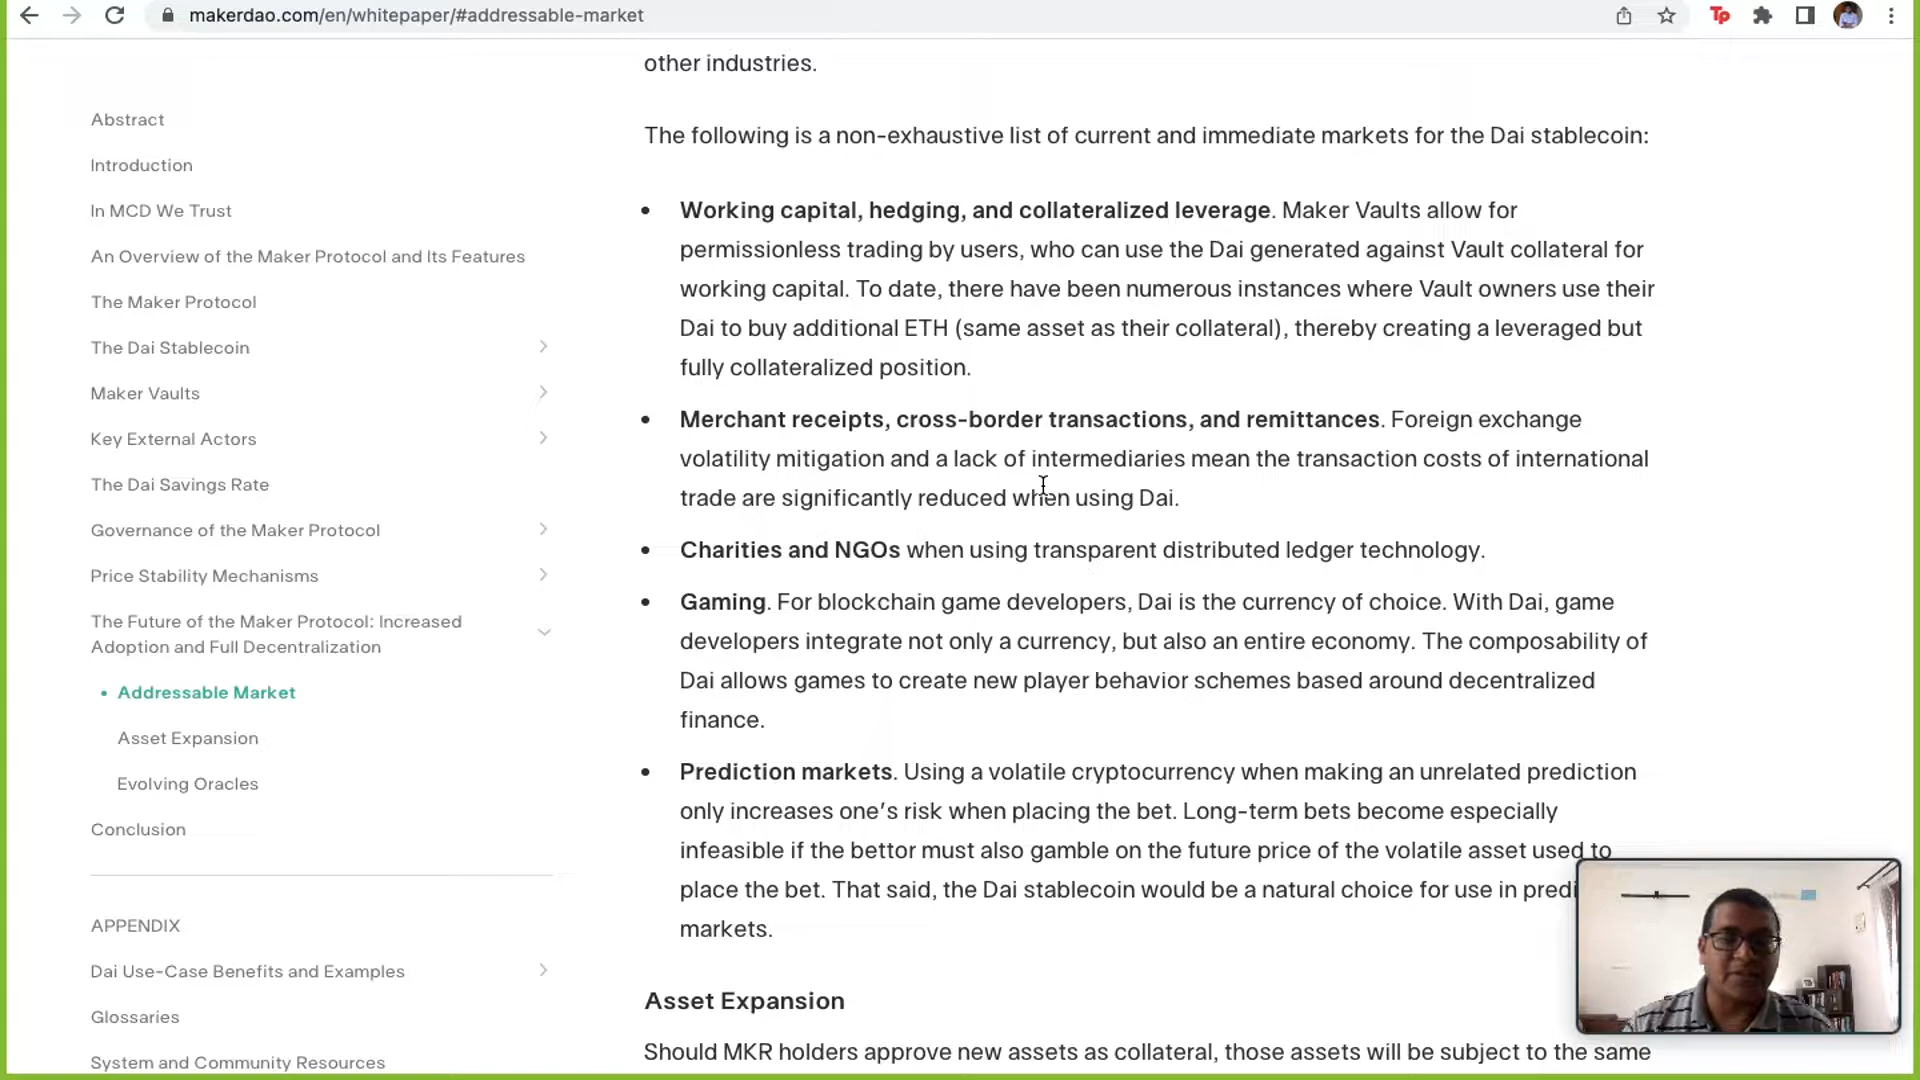 makerdao.com/en/whitepaper/#addressable-market
Tp
Abstract
Introduction
In MCD We Trust
An Overview of the Maker Protocol and Its Features
The Maker Protocol
The Dai Stablecoin
Maker Vaults
Key External Actors
The Dai Savings Rate
Governance of the Maker Protocol
Price Stability Mechanisms
The Future of the Maker Protocol: Increased
Adoption and Full Decentralization
• Addressable Market
Asset Expansion
Evolving Oracles
Conclusion
APPENDIX
Dai Use-Case Benefits and Examples
Glossaries
System and Community Resources
other industries.
The following is a non-exhaustive list of current and immediate markets for the Dai stablecoin:
• Working capital, hedging, and collateralized leverage. Maker Vaults allow for
permissionless trading by users, who can use the Dai generated against Vault collateral for
working capital. To date, there have been numerous instances where Vault owners use their
Dai to buy additional ETH (same asset as their collateral), thereby creating a leveraged but
fully collateralized position.
• Merchant receipts, cross-border transactions, and remittances. Foreign exchange
volatility mitigation and a lack of intermediaries mean the transaction costs of international
trade are significantly reduced when using Dai.
• Charities and NGOs when using transparent distributed ledger technology.
• Gaming. For blockchain game developers, Dai is the currency of choice. With Dai, game
developers integrate not only a currency, but also an entire economy. The composability of
Dai allows games to create new player behavior schemes based around decentralized
finance.
• Prediction markets. Using a volatile cryptocurrency when making an unrelated prediction
only increases one’s risk when placing the bet. Long-term bets become especially
infeasible if the bettor must also gamble on the future price of the volatile asset used to
place the bet. That said, the Dai stablecoin would be a natural choice for use in predi
markets.
Asset Expansion
Should MKR holders approve new assets as collateral, those assets will be subject to the same